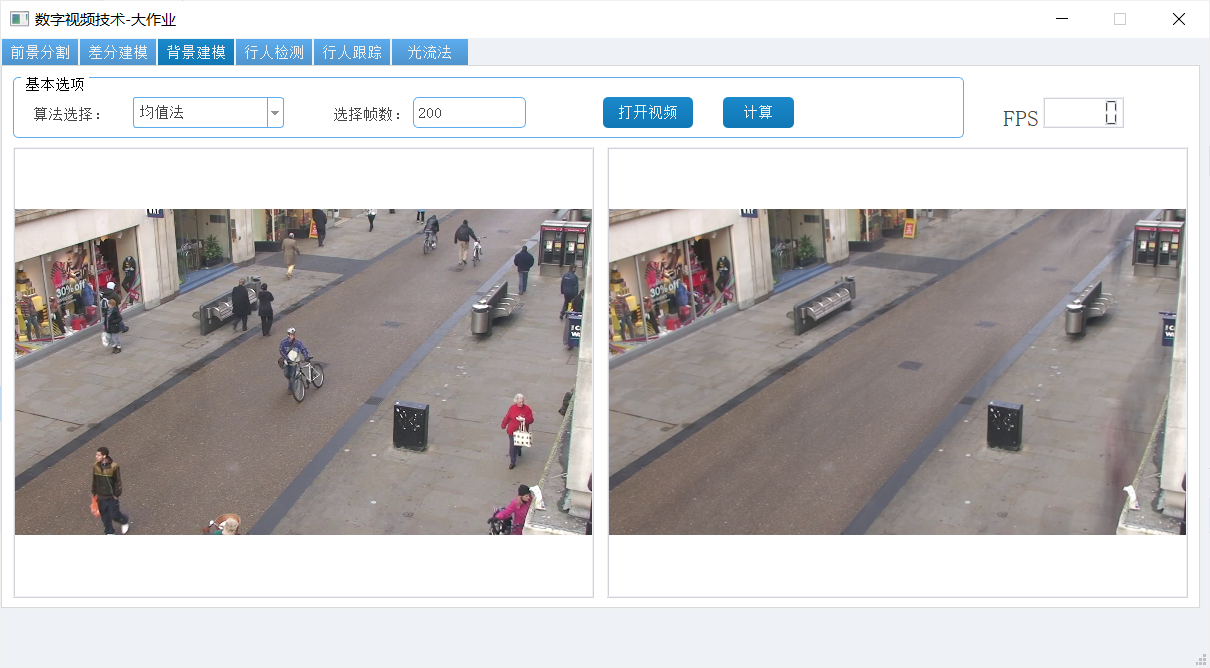 数字视频技术-大作业
前景分割 差分建模 背景建模 行人检测 行人跟踪 光流法
基本选项
算法选择： 均值法 选择帧数： 200 打开视频 计算 FPS 0
30% off 30% off